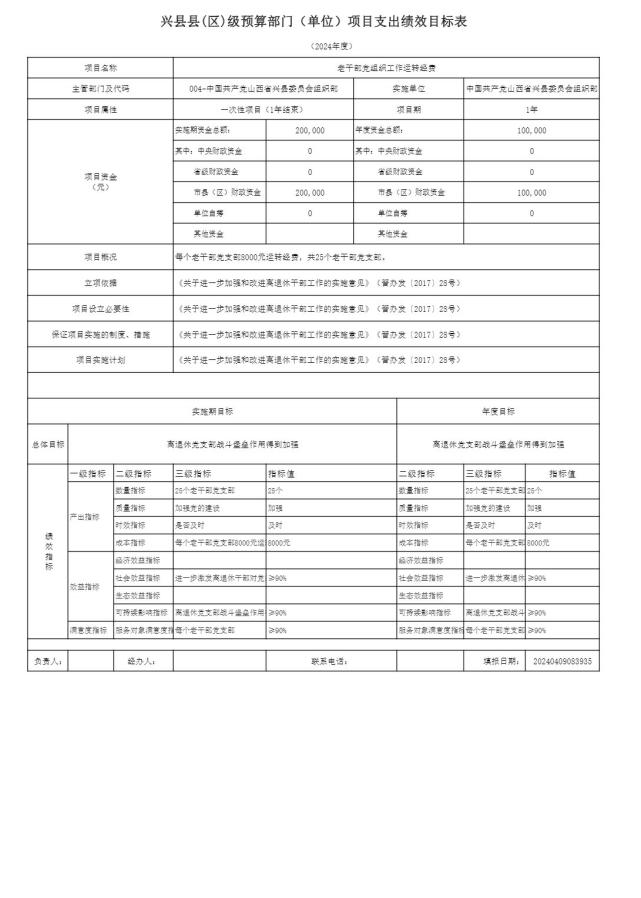 兴县县(区)级预算部门（单位）项目支出绩效目标表
（2024年度）
项目名称 老干部党组织工作运转经费
主管部门及代码 004-中国共产党山西省兴县委员会组织部 实施单位 中国共产党山西省兴县委员会组织部
项目属性 一次性项目（1年结束） 项目期 1年
项目资金（元） 实施期资金总额： 200,000 年度资金总额： 100,000
其中：中央财政资金 0 其中：中央财政资金 0
省级财政资金 0 省级财政资金 0
市县（区）财政资金 200,000 市县（区）财政资金 100,000
单位自筹 0 单位自筹 0
其他资金 其他资金
项目概况 每个老干部党支部8000元运转经费，共25个老干部党支部。
立项依据 《关于进一步加强和改进离退休干部工作的实施意见》（晋办发〔2017〕28号）
项目设立必要性 《关于进一步加强和改进离退休干部工作的实施意见》（晋办发〔2017〕28号）
保证项目实施的制度、措施 《关于进一步加强和改进离退休干部工作的实施意见》（晋办发〔2017〕28号）
项目实施计划 《关于进一步加强和改进离退休干部工作的实施意见》（晋办发〔2017〕28号）
实施期目标 年度目标
总体目标 离退休党支部战斗堡垒作用得到加强 离退休党支部战斗堡垒作用得到加强
绩效指标 一级指标 二级指标 三级指标 指标值 二级指标 三级指标 指标值
产出指标 数量指标 25个老干部党支部 25个 数量指标 25个老干部党支部 25个
质量指标 加强党的建设 加强 质量指标 加强党的建设 加强
时效指标 是否及时 及时 时效指标 是否及时 及时
成本指标 每个老干部党支部8000元运 8000元 成本指标 每个老干部党支部 8000元
效益指标 经济效益指标 经济效益指标
社会效益指标 进一步激发离退休干部对党 ≥90% 社会效益指标 进一步激发离退休 ≥90%
生态效益指标 生态效益指标
可持续影响指标 离退休党支部战斗堡垒作用 ≥90% 可持续影响指标 离退休党支部战斗 ≥90%
满意度指标 服务对象满意度指 每个老干部党支部 ≥90% 服务对象满意度指标 每个老干部党支部 ≥90%
负责人： 经办人： 联系电话： 填报日期： 20240409083935